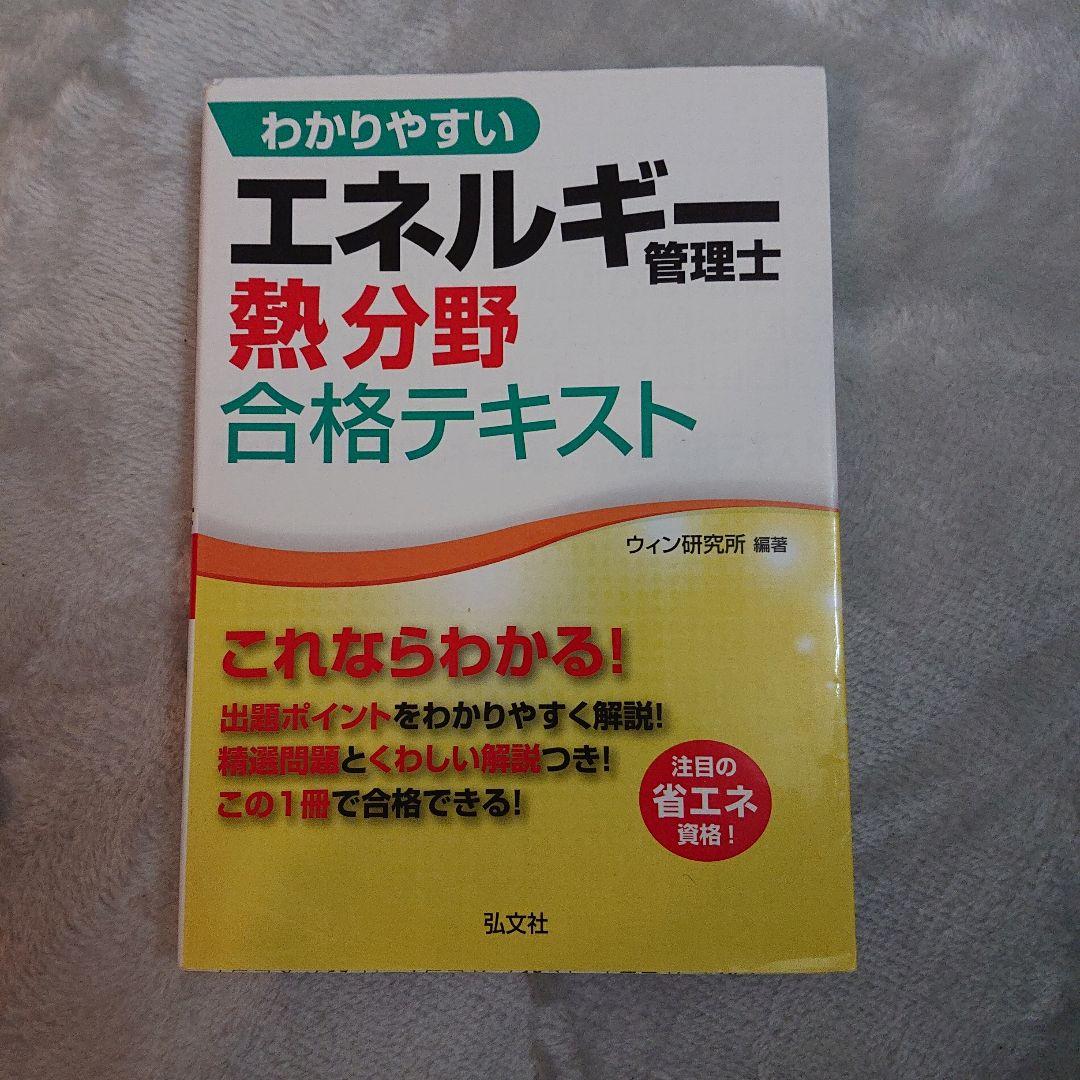 わかりやすい
エネルギー
管理士
熱分野
合格テキスト
ウィン研究所 編著
これならわかる!
出題ポイントをわかりやすく解説!
精選問題とくわしい解説つき!
この1冊で合格できる!
注目の
省エネ
資格!
弘文社